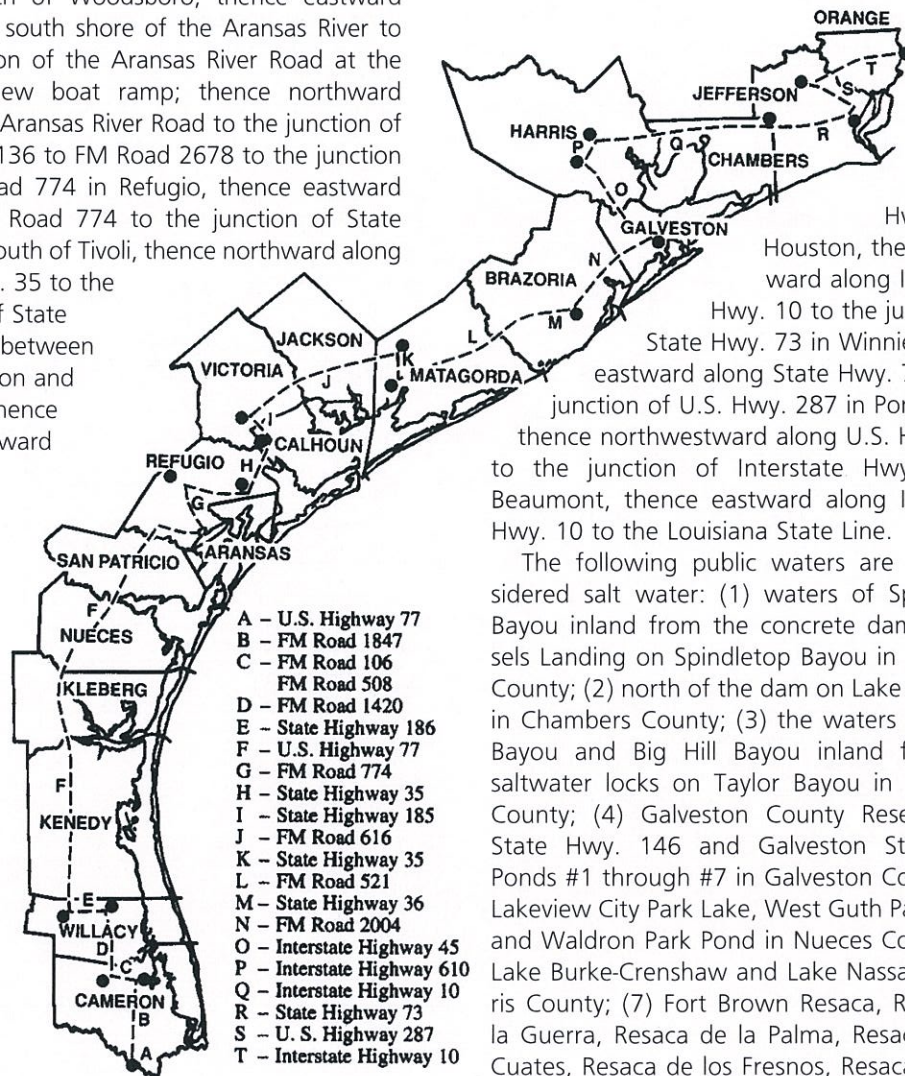 of Woodsboro, thence eastward
south shore of the Aransas River to
on of the Aransas River Road at the
ew boat ramp; thence northward
Aransas River Road to the junction of
136 to FM Road 2678 to the junction
ad 774 in Refugio, thence eastward
Road 774 to the junction of State
outh of Tivoli, thence northward along
. 35 to the
f State
between
on and
hence
ward
ORANGE
T
JEFFERSON
S
HARRIS
P
Q
CHAMBERS
R
O
GALVESTON
BRAZORIA
N
M
JACKSON
VICTORIA
J
K
L
MATAGORDA
I
CALHOUN
REFUGIO
H
G
SAN PATRICIO
ARANSAS
F
NUECES
KLEBERG
F
KENEDY
E
WILLACY
D
C
CAMERON
B
A
A – U.S. Highway 77
B – FM Road 1847
C – FM Road 106
FM Road 508
D – FM Road 1420
E – State Highway 186
F – U.S. Highway 77
G – FM Road 774
H – State Highway 35
I – State Highway 185
J – FM Road 616
K – State Highway 35
L – FM Road 521
M – State Highway 36
N – FM Road 2004
O – Interstate Highway 45
P – Interstate Highway 610
Q – Interstate Highway 10
R – State Highway 73
S – U. S. Highway 287
T – Interstate Highway 10
Hw
Houston, the
ward along I
Hwy. 10 to the ju
State Hwy. 73 in Winnie
eastward along State Hwy. 7
junction of U.S. Hwy. 287 in Por
thence northwestward along U.S. H
to the junction of Interstate Hwy
Beaumont, thence eastward along I
Hwy. 10 to the Louisiana State Line.
The following public waters are
sidered salt water: (1) waters of Sp
Bayou inland from the concrete dam
sels Landing on Spindletop Bayou in
County; (2) north of the dam on Lake
in Chambers County; (3) the waters
Bayou and Big Hill Bayou inland f
saltwater locks on Taylor Bayou in
County; (4) Galveston County Rese
State Hwy. 146 and Galveston St
Ponds #1 through #7 in Galveston Co
Lakeview City Park Lake, West Guth Pa
and Waldron Park Pond in Nueces Co
Lake Burke-Crenshaw and Lake Nassa
ris County; (7) Fort Brown Resaca, R
la Guerra, Resaca de la Palma, Resac
Cuates, Resaca de los Fresnos, Resaca